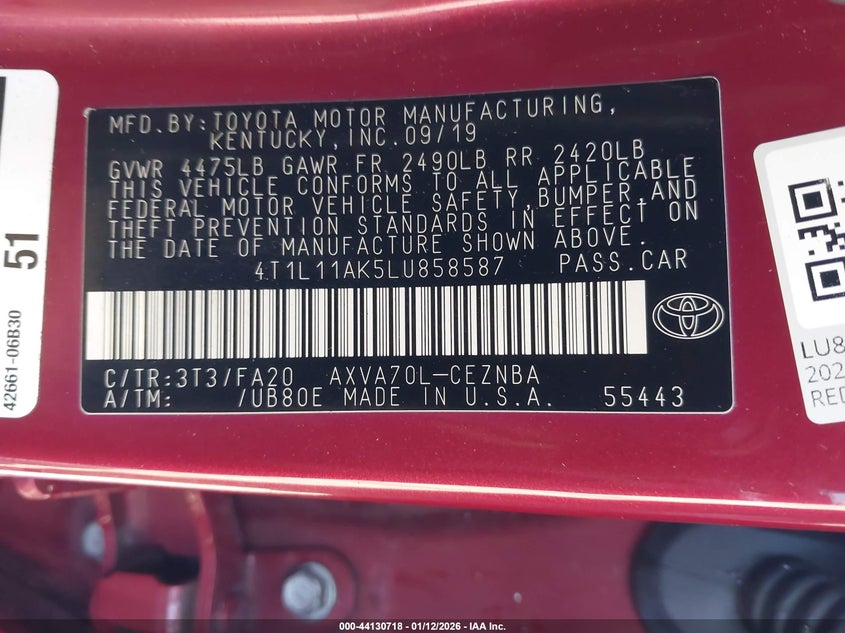 MFD.BY:TOYOTA MOTOR MANUFACTURING,
KENTUCKY, INC.09/19
GVWR 4475LB GAWR FR 2490LB RR 2420LB
THIS VEHICLE CONFORMS TO ALL APPLICABLE
FEDERAL MOTOR VEHICLE SAFETY,BUMPER,AND
THEFT PREVENTION STANDARDS IN EFFECT ON
THE DATE OF MANUFACTURE SHOWN ABOVE.
4T1L11AK5LU858587 PASS.CAR
C/TR:3T3/FA20 AXVA70L-CEZNBA
A/TM: /UB80E MADE IN U.S.A. 55443
51
42661-06B30
LU8
202
RED
000-44130718 - 01/12/2026 - IAA Inc.